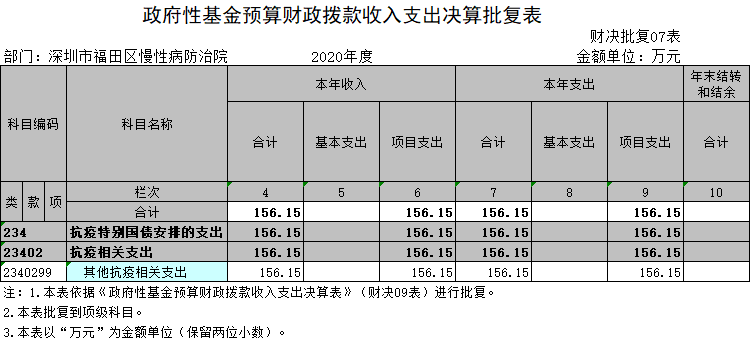 政府性基金预算财政拨款收入支出决算批复表
财决批复07表
部门：深圳市福田区慢性病防治院 2020年度 金额单位：万元
科目编码 科目名称 本年收入 本年支出 年末结转和结余
合计 基本支出 项目支出 合计 基本支出 项目支出 合计
类 款 项 栏次 4 5 6 7 8 9 10
合计 156.15 156.15 156.15 156.15
234 抗疫特别国债安排的支出 156.15 156.15 156.15 156.15
23402 抗疫相关支出 156.15 156.15 156.15 156.15
2340299 其他抗疫相关支出 156.15 156.15 156.15 156.15
注：1.本表依据《政府性基金预算财政拨款收入支出决算表》（财决09表）进行批复。
2.本表批复到项级科目。
3.本表以“万元”为金额单位（保留两位小数）。